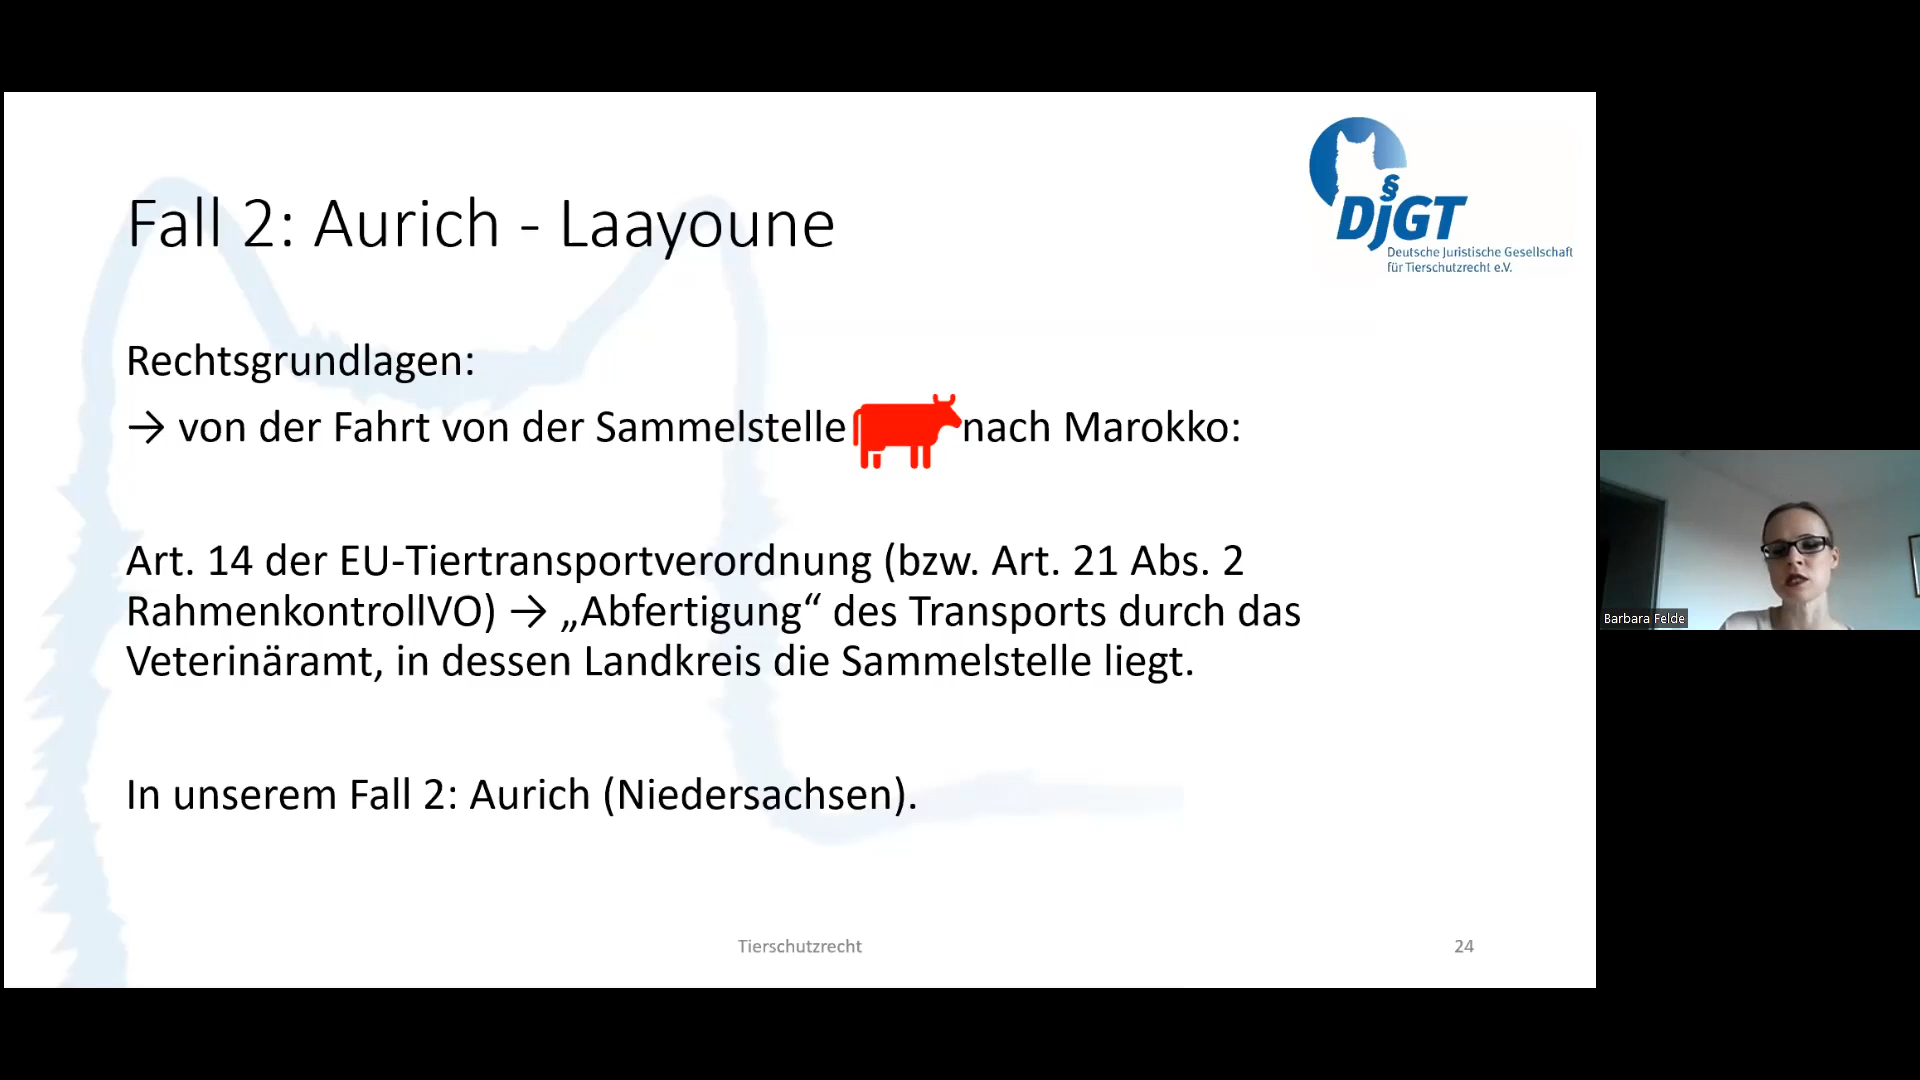 §
DJGT
Deutsche Juristische Gesellschaft
für Tierschutzrecht e.V.
Fall 2: Aurich - Laayoune
Rechtsgrundlagen:
→ von der Fahrt von der Sammelstelle nach Marokko:
Art. 14 der EU-Tiertransportverordnung (bzw. Art. 21 Abs. 2
RahmenkontrollVO) → „Abfertigung“ des Transports durch das
Veterinäramt, in dessen Landkreis die Sammelstelle liegt.
In unserem Fall 2: Aurich (Niedersachsen).
Tierschutzrecht
24
Barbara Felde